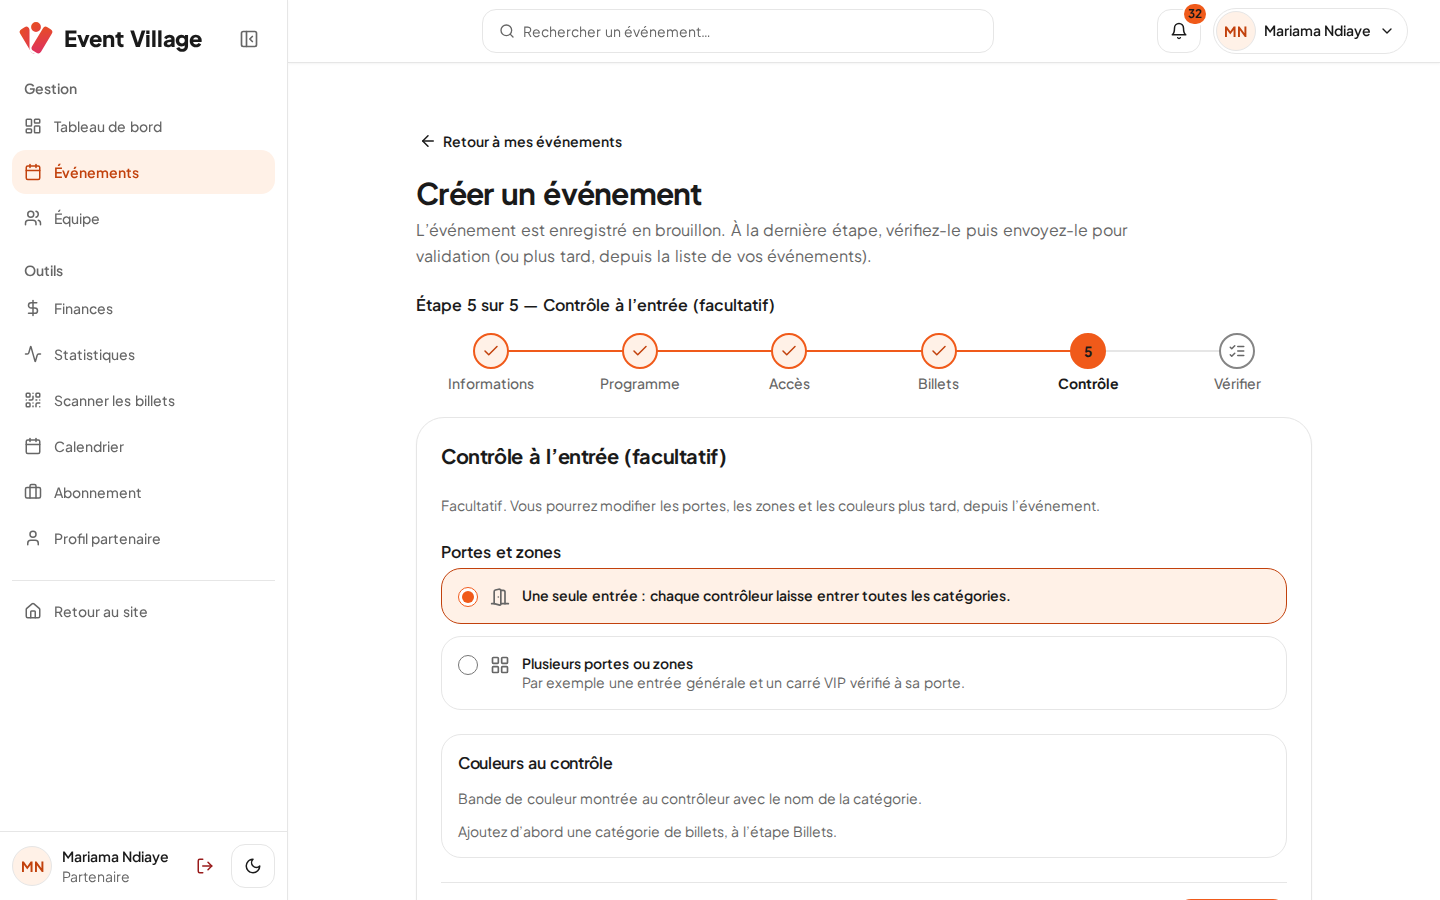 Event Village
Gestion
Tableau de bord
Événements
Équipe
Outils
Finances
Statistiques
Scanner les billets
Calendrier
Abonnement
Profil partenaire
Retour au site
MN
Mariama Ndiaye
Partenaire
Rechercher un événement…
32
MN
Mariama Ndiaye
Retour à mes événements
Créer un événement
L’événement est enregistré en brouillon. À la dernière étape, vérifiez-le puis envoyez-le pour
validation (ou plus tard, depuis la liste de vos événements).
Étape 5 sur 5 — Contrôle à l’entrée (facultatif)
5
Informations
Programme
Accès
Billets
Contrôle
Vérifier
Contrôle à l’entrée (facultatif)
Facultatif. Vous pourrez modifier les portes, les zones et les couleurs plus tard, depuis l’événement.
Portes et zones
Une seule entrée : chaque contrôleur laisse entrer toutes les catégories.
Plusieurs portes ou zones
Par exemple une entrée générale et un carré VIP vérifié à sa porte.
Couleurs au contrôle
Bande de couleur montrée au contrôleur avec le nom de la catégorie.
Ajoutez d’abord une catégorie de billets, à l’étape Billets.